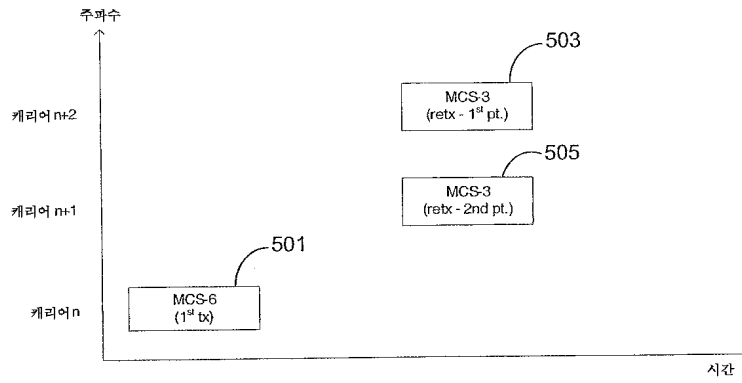 주파수
503
MCS-3
(retx - 1st pt.)
캐리어 n+2
505
MCS-3
(retx - 2nd pt.)
캐리어 n+1
501
MCS-6
(1st tx)
캐리어 n
시간